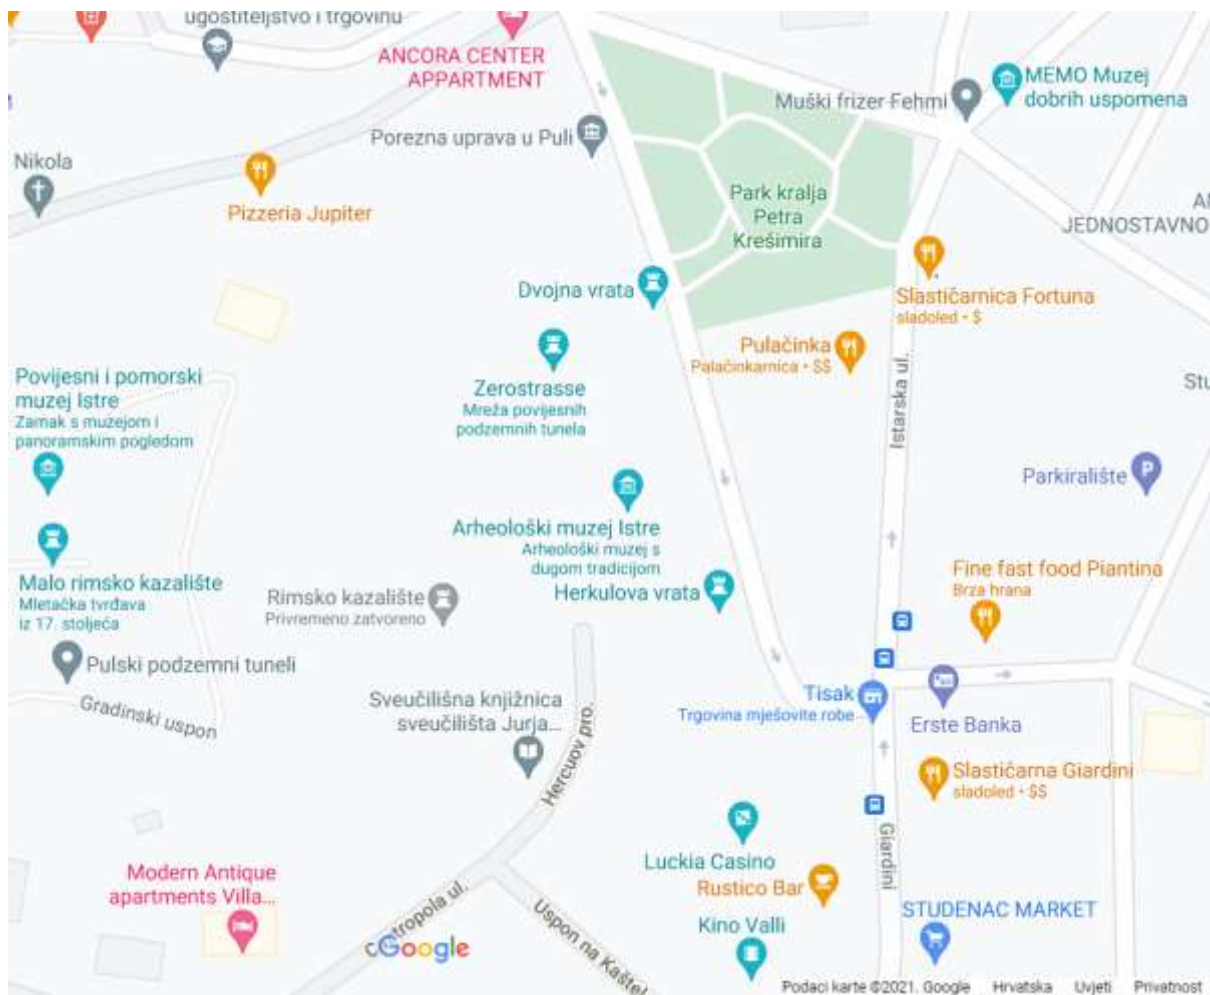 ugostiteljstvo i trgovinu
ANCORA CENTER
APPARTMENT
MEMO Muzej
dobrih uspomena
Muški frizer Fehmi
Porezna uprava u Puli
Nikola
Pizzeria Jupiter
Park kralja
Petra
Krešimira
JEDNOSTAVNO
Dvojna vrata
Slastičarnica Fortuna
sladoled • $
Pulačinka
Palačinkarnica • $$
Istarska ul.
Zerostrasse
Mreža povijesnih
podzemnih tunela
Povijesni i pomorski
muzej Istre
Zamak s muzejom i
panoramskim pogledom
Stu
Parkiralište
P
Arheološki muzej Istre
Arheološki muzej s
dugom tradicijom
Herkulova vrata
Fine fast food Piantina
Brza hrana
Malo rimsko kazalište
Mletačka tvrđava
iz 17. stoljeća
Rimsko kazalište
Privremeno zatvoreno
Pulski podzemni tuneli
Gradinski uspon
Sveučilišna knjižnica
sveučilišta Jurja...
Hercuov pro.
Tisak
Trgovina mješovite robe
Erste Banka
Slastičarna Giardini
sladoled • $$
Giardini
Luckia Casino
Rustico Bar
Modern Antique
apartments Villa...
STUDENAC MARKET
Kino Valli
tropola ul.
Uspon na Kaštel
Google
Podaci karte ©2021. Google Hrvatska Uvjeti Privatnost